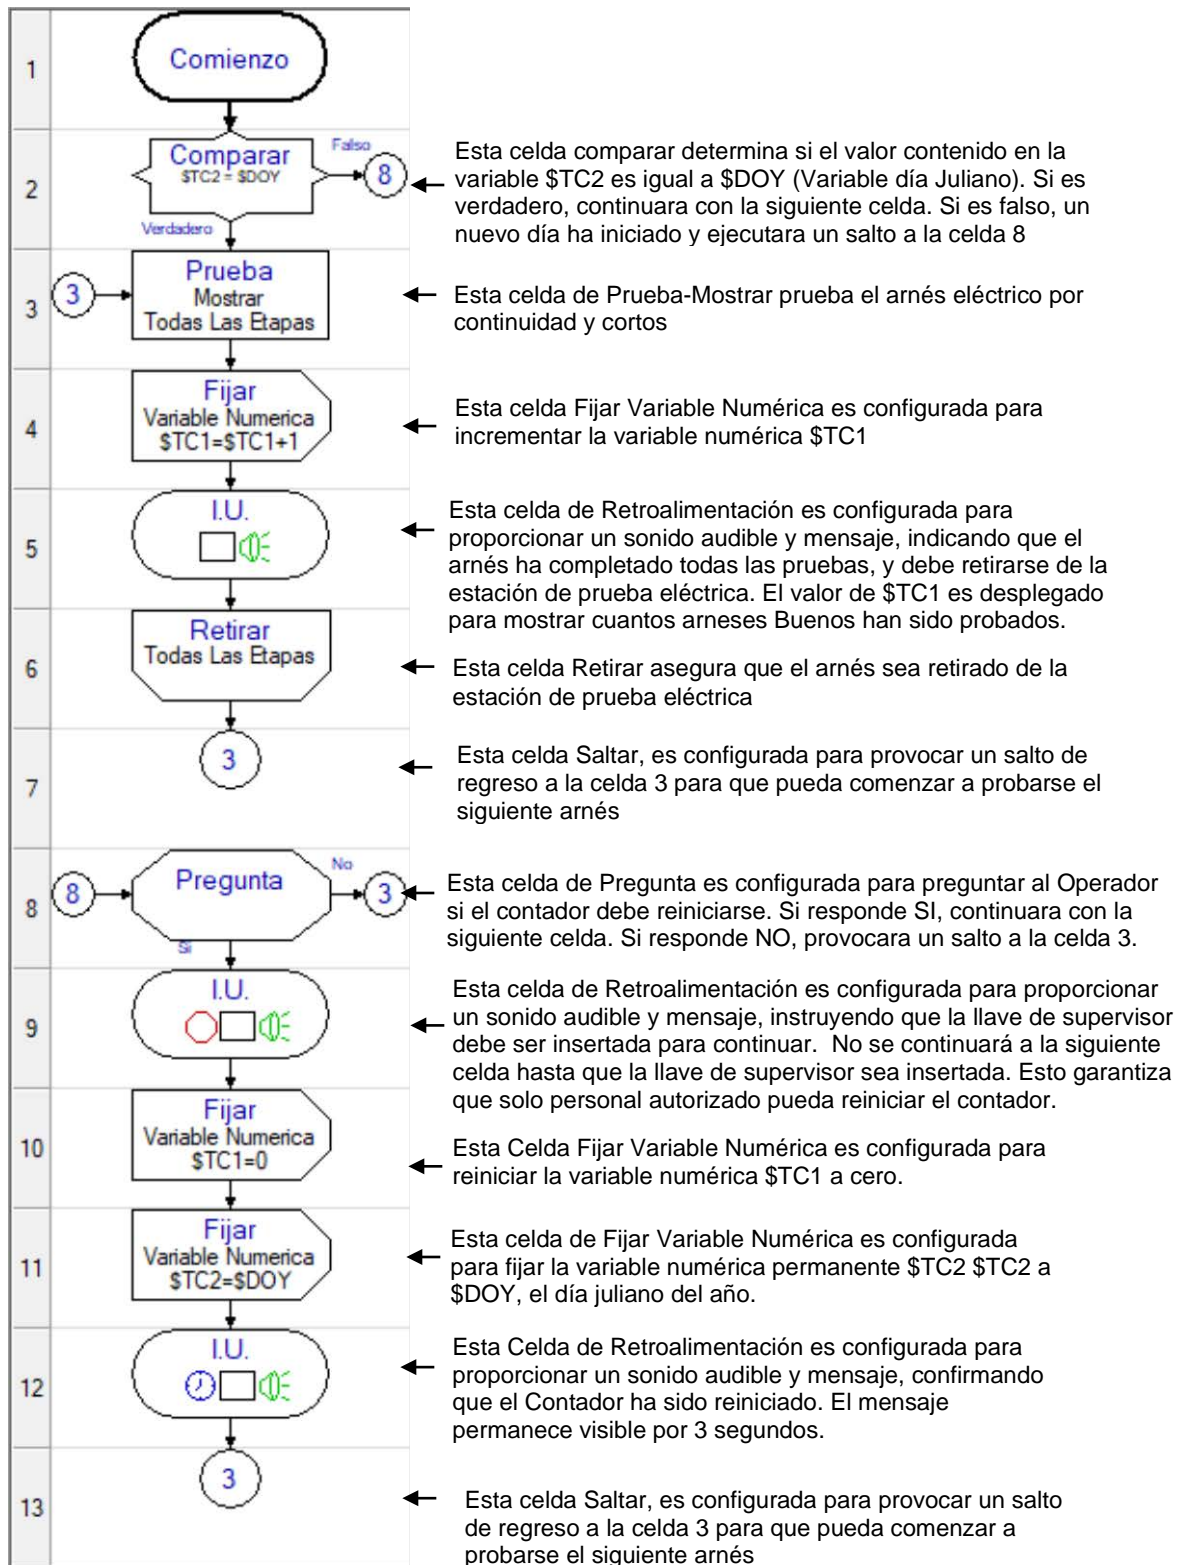 1
Comienzo
2
Comparar
$TC2 = $DOY
Falso
8
Verdadero
Esta celda comparar determina si el valor contenido en la
variable $TC2 es igual a $DOY (Variable día Juliano). Si es
verdadero, continuara con la siguiente celda. Si es falso, un
nuevo día ha iniciado y ejecutara un salto a la celda 8
3
3
Prueba
Mostrar
Todas Las Etapas
Esta celda de Prueba-Mostrar prueba el arnés eléctrico por
continuidad y cortos
4
Fijar
Variable Numerica
$TC1=$TC1+1
Esta celda Fijar Variable Numérica es configurada para
incrementar la variable numérica $TC1
5
I.U.
Esta celda de Retroalimentación es configurada para
proporcionar un sonido audible y mensaje, indicando que el
arnés ha completado todas las pruebas, y debe retirarse de la
estación de prueba eléctrica. El valor de $TC1 es desplegado
para mostrar cuantos arneses Buenos han sido probados.
6
Retirar
Todas Las Etapas
Esta celda Retirar asegura que el arnés sea retirado de la
estación de prueba eléctrica
7
3
Esta celda Saltar, es configurada para provocar un salto de
regreso a la celda 3 para que pueda comenzar a probarse el
siguiente arnés
8
8
Pregunta
No
3
Si
Esta celda de Pregunta es configurada para preguntar al Operador
si el contador debe reiniciarse. Si responde SI, continuara con la
siguiente celda. Si responde NO, provocara un salto a la celda 3.
9
I.U.
Esta celda de Retroalimentación es configurada para proporcionar
un sonido audible y mensaje, instruyendo que la llave de supervisor
debe ser insertada para continuar.  No se continuará a la siguiente
celda hasta que la llave de supervisor sea insertada. Esto garantiza
que solo personal autorizado pueda reiniciar el contador.
10
Fijar
Variable Numerica
$TC1=0
Esta Celda Fijar Variable Numérica es configurada para
reiniciar la variable numérica $TC1 a cero.
11
Fijar
Variable Numerica
$TC2=$DOY
Esta celda de Fijar Variable Numérica es configurada
para fijar la variable numérica permanente $TC2 $TC2 a
$DOY, el día juliano del año.
12
I.U.
Esta Celda de Retroalimentación es configurada para
proporcionar un sonido audible y mensaje, confirmando
que el Contador ha sido reiniciado. El mensaje
permanece visible por 3 segundos.
13
3
Esta celda Saltar, es configurada para provocar un salto
de regreso a la celda 3 para que pueda comenzar a
probarse el siguiente arnés